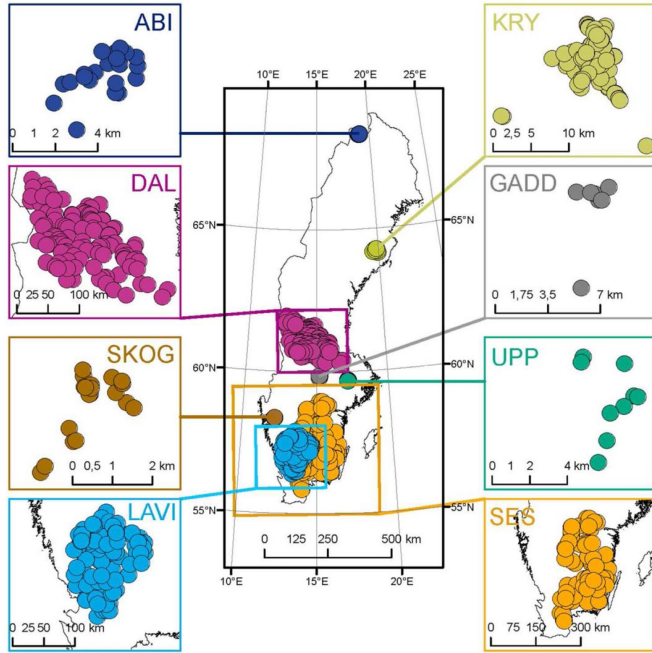 ABI
0 1 2 4 km
DAL
0 25 50 100 km
SKOG
0 0,5 1 2 km
LAVI
0 25 50 100 km
10°E 15°E 20°E 25°E
65°N 65°N
60°N 60°N
55°N 55°N
0 125 250 500 km
10°E 15°E 20°E
KRY
0 2,5 5 10 km
GADD
0 1,75 3,5 7 km
UPP
0 1 2 4 km
SES
0 75 150 300 km